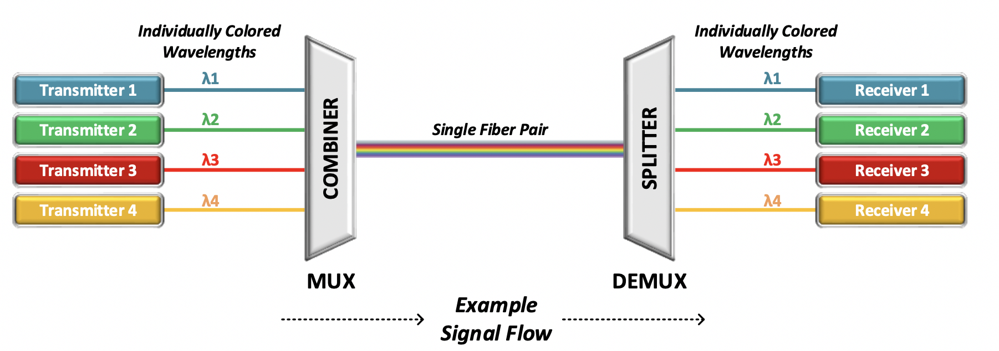 Individually Colored
Wavelengths
Individually Colored
Wavelengths
Transmitter 1
λ1
λ1
Receiver 1
Transmitter 2
λ2
λ2
Receiver 2
Single Fiber Pair
Transmitter 3
λ3
λ3
Receiver 3
Transmitter 4
λ4
λ4
Receiver 4
COMBINER
SPLITTER
MUX
DEMUX
Example
Signal Flow